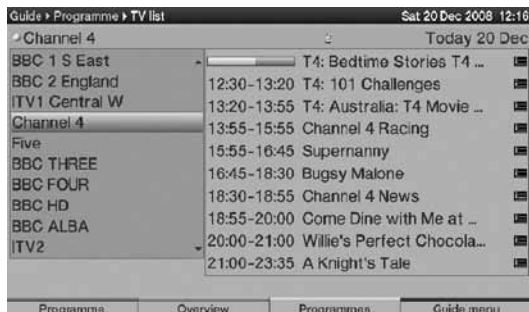 Guide ▸ Programme ▸ TV list
Sat 20 Dec 2008 12:16
Channel 4
Today 20 Dec
BBC 1 S East
BBC 2 England
ITV1 Central W
Channel 4
Five
BBC THREE
BBC FOUR
BBC HD
BBC ALBA
ITV2
T4: Bedtime Stories T4 ...
12:30-13:20 T4: 101 Challenges
13:20-13:55 T4: Australia: T4 Movie ...
13:55-15:55 Channel 4 Racing
15:55-16:45 Supernanny
16:45-18:30 Bugsy Malone
18:30-18:55 Channel 4 News
18:55-20:00 Come Dine with Me at ...
20:00-21:00 Willie's Perfect Chocola...
21:00-23:35 A Knight's Tale
Programme
Overview
Programmes
Guide menu